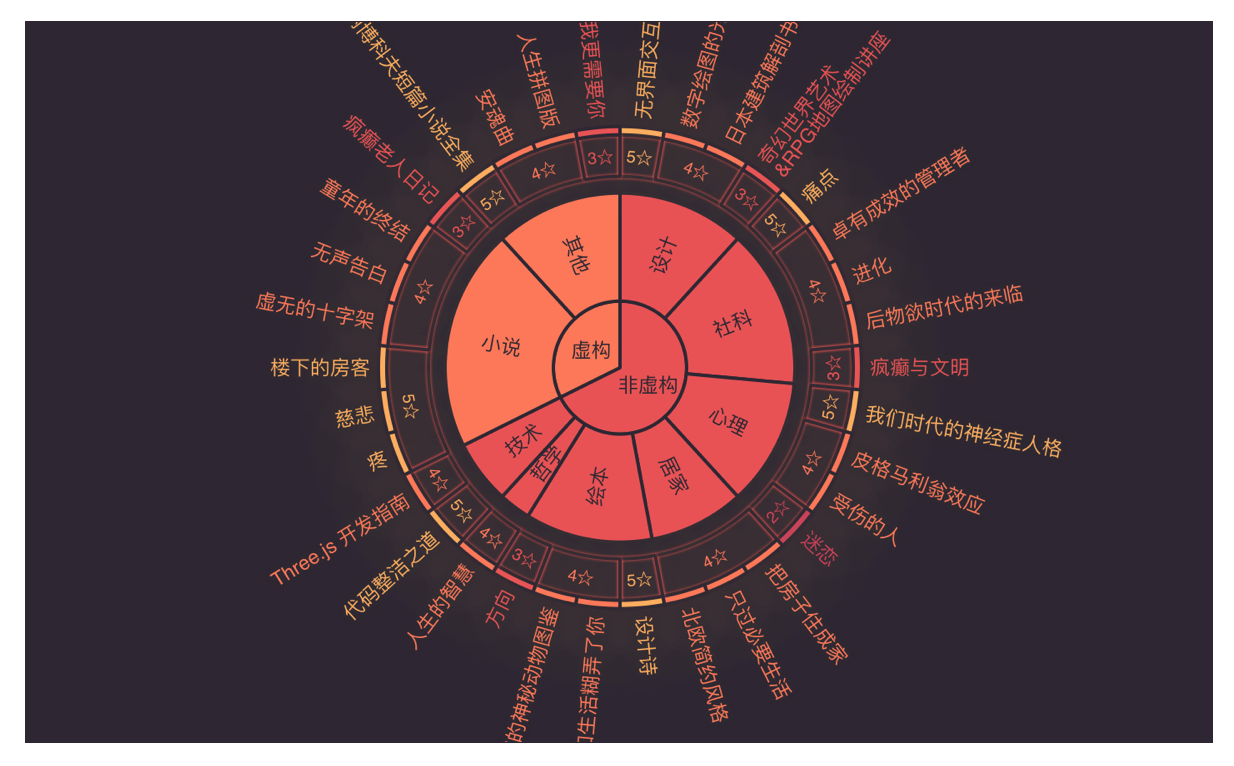 虚构
非虚构
设计
社科
心理
居家
绘本
哲学
技术
小说
其他
5☆
4☆
3☆
5☆
4☆
3☆
5☆
4☆
2☆
4☆
5☆
4☆
3☆
4☆
5☆
4☆
5☆
4☆
3☆
5☆
4☆
3☆
无界面交互
数字绘图的
日本建筑解剖书
奇幻世界艺术
&RPG地图绘制讲座
痛点
卓有成效的管理者
进化
后物欲时代的来临
疯癫与文明
我们时代的神经症人格
皮格马利翁效应
受伤的人
迷恋
把房子住成家
只过必要生活
北欧简约风格
设计诗
生活糊弄了你
的神秘动物图鉴
方向
人生的智慧
代码整洁之道
Three.js 开发指南
疼
慈悲
楼下的房客
虚无的十字架
无声告白
童年的终结
疯癫老人日记
博科夫短篇小说全集
安魂曲
人生拼图版
我更需要你